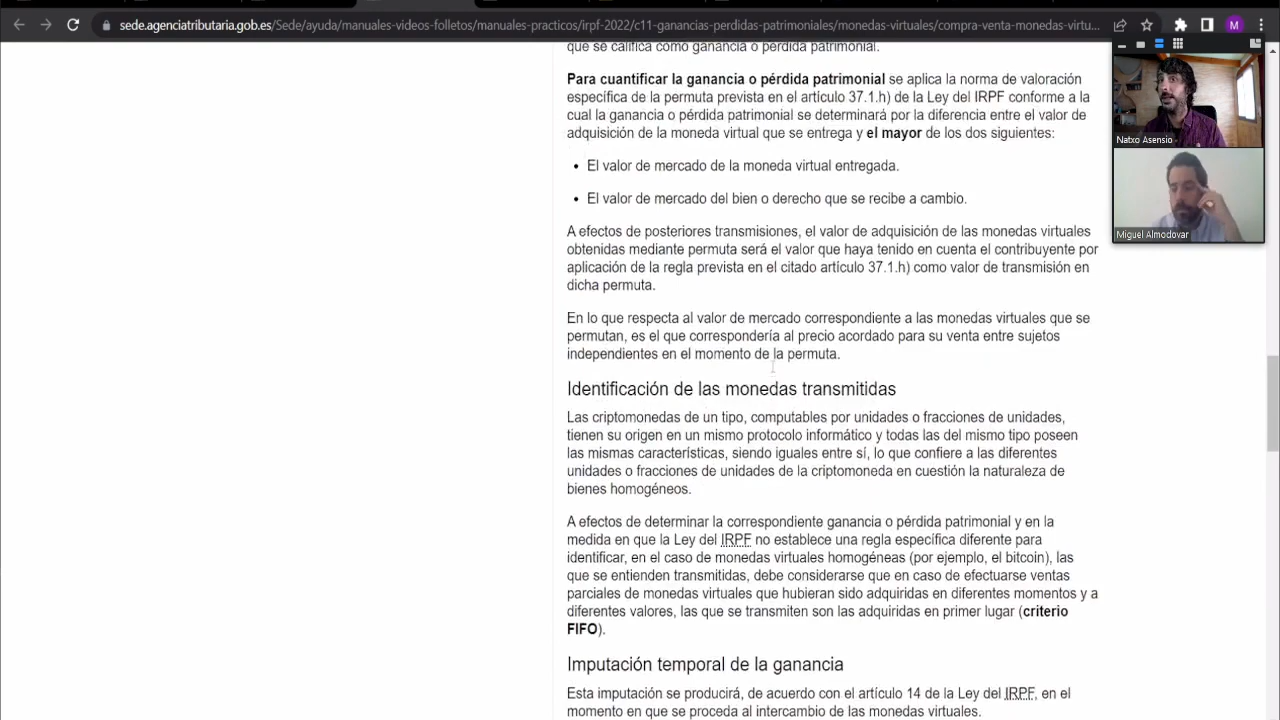 sede.agenciatributaria.gob.es/Sede/ayuda/manuales-videos-folletos/manuales-practicos/irpf-2022/c11-ganancias-perdidas-patrimoniales/monedas-virtuales/compra-venta-monedas-virtu...
M
que se califica como ganancia o pérdida patrimonial.
Para cuantificar la ganancia o pérdida patrimonial se aplica la norma de valoración
específica de la permuta prevista en el artículo 37.1.h) de la Ley del IRPF conforme a la
cual la ganancia o pérdida patrimonial se determinará por la diferencia entre el valor de
adquisición de la moneda virtual que se entrega y el mayor de los dos siguientes:
• El valor de mercado de la moneda virtual entregada.
• El valor de mercado del bien o derecho que se recibe a cambio.
A efectos de posteriores transmisiones, el valor de adquisición de las monedas virtuales
obtenidas mediante permuta será el valor que haya tenido en cuenta el contribuyente por
aplicación de la regla prevista en el citado artículo 37.1.h) como valor de transmisión en
dicha permuta.
En lo que respecta al valor de mercado correspondiente a las monedas virtuales que se
permutan, es el que correspondería al precio acordado para su venta entre sujetos
independientes en el momento de la permuta.
Identificación de las monedas transmitidas
Las criptomonedas de un tipo, computables por unidades o fracciones de unidades,
tienen su origen en un mismo protocolo informático y todas las del mismo tipo poseen
las mismas características, siendo iguales entre sí, lo que confiere a las diferentes
unidades o fracciones de unidades de la criptomoneda en cuestión la naturaleza de
bienes homogéneos.
A efectos de determinar la correspondiente ganancia o pérdida patrimonial y en la
medida en que la Ley del IRPF no establece una regla específica diferente para
identificar, en el caso de monedas virtuales homogéneas (por ejemplo, el bitcoin), las
que se entienden transmitidas, debe considerarse que en caso de efectuarse ventas
parciales de monedas virtuales que hubieran sido adquiridas en diferentes momentos y a
diferentes valores, las que se transmiten son las adquiridas en primer lugar (criterio
FIFO).
Imputación temporal de la ganancia
Esta imputación se producirá, de acuerdo con el artículo 14 de la Ley del IRPF, en el
momento en que se proceda al intercambio de las monedas virtuales.
Natxo Asensio
Miguel Almodovar